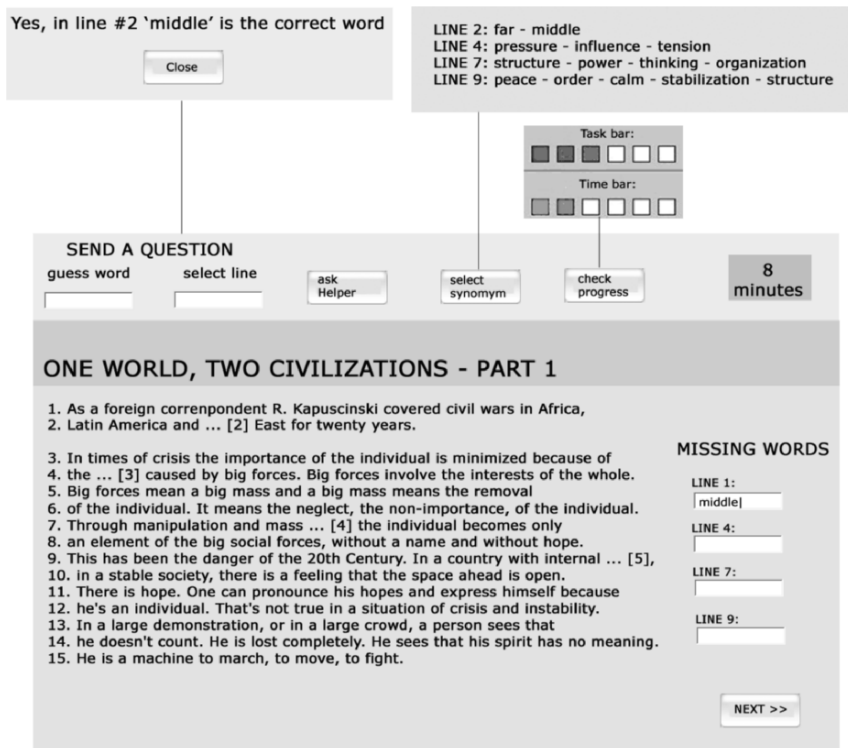 Yes, in line #2 ‘middle’ is the correct word
Close
LINE 2: far - middle
LINE 4: pressure - influence - tension
LINE 7: structure - power - thinking - organization
LINE 9: peace - order - calm - stabilization - structure
Task bar:
Time bar:
SEND A QUESTION
guess word
select line
ask
Helper
select
synomym
check
progress
8
minutes
ONE WORLD, TWO CIVILIZATIONS - PART 1
1. As a foreign correnpondent R. Kapuscinski covered civil wars in Africa,
2. Latin America and ... [2] East for twenty years.
3. In times of crisis the importance of the individual is minimized because of
4. the ... [3] caused by big forces. Big forces involve the interests of the whole.
5. Big forces mean a big mass and a big mass means the removal
6. of the individual. It means the neglect, the non-importance, of the individual.
7. Through manipulation and mass ... [4] the individual becomes only
8. an element of the big social forces, without a name and without hope.
9. This has been the danger of the 20th Century. In a country with internal ... [5],
10. in a stable society, there is a feeling that the space ahead is open.
11. There is hope. One can pronounce his hopes and express himself because
12. he's an individual. That's not true in a situation of crisis and instability.
13. In a large demonstration, or in a large crowd, a person sees that
14. he doesn't count. He is lost completely. He sees that his spirit has no meaning.
15. He is a machine to march, to move, to fight.
MISSING WORDS
LINE 1:
middle
LINE 4:
LINE 7:
LINE 9:
NEXT >>